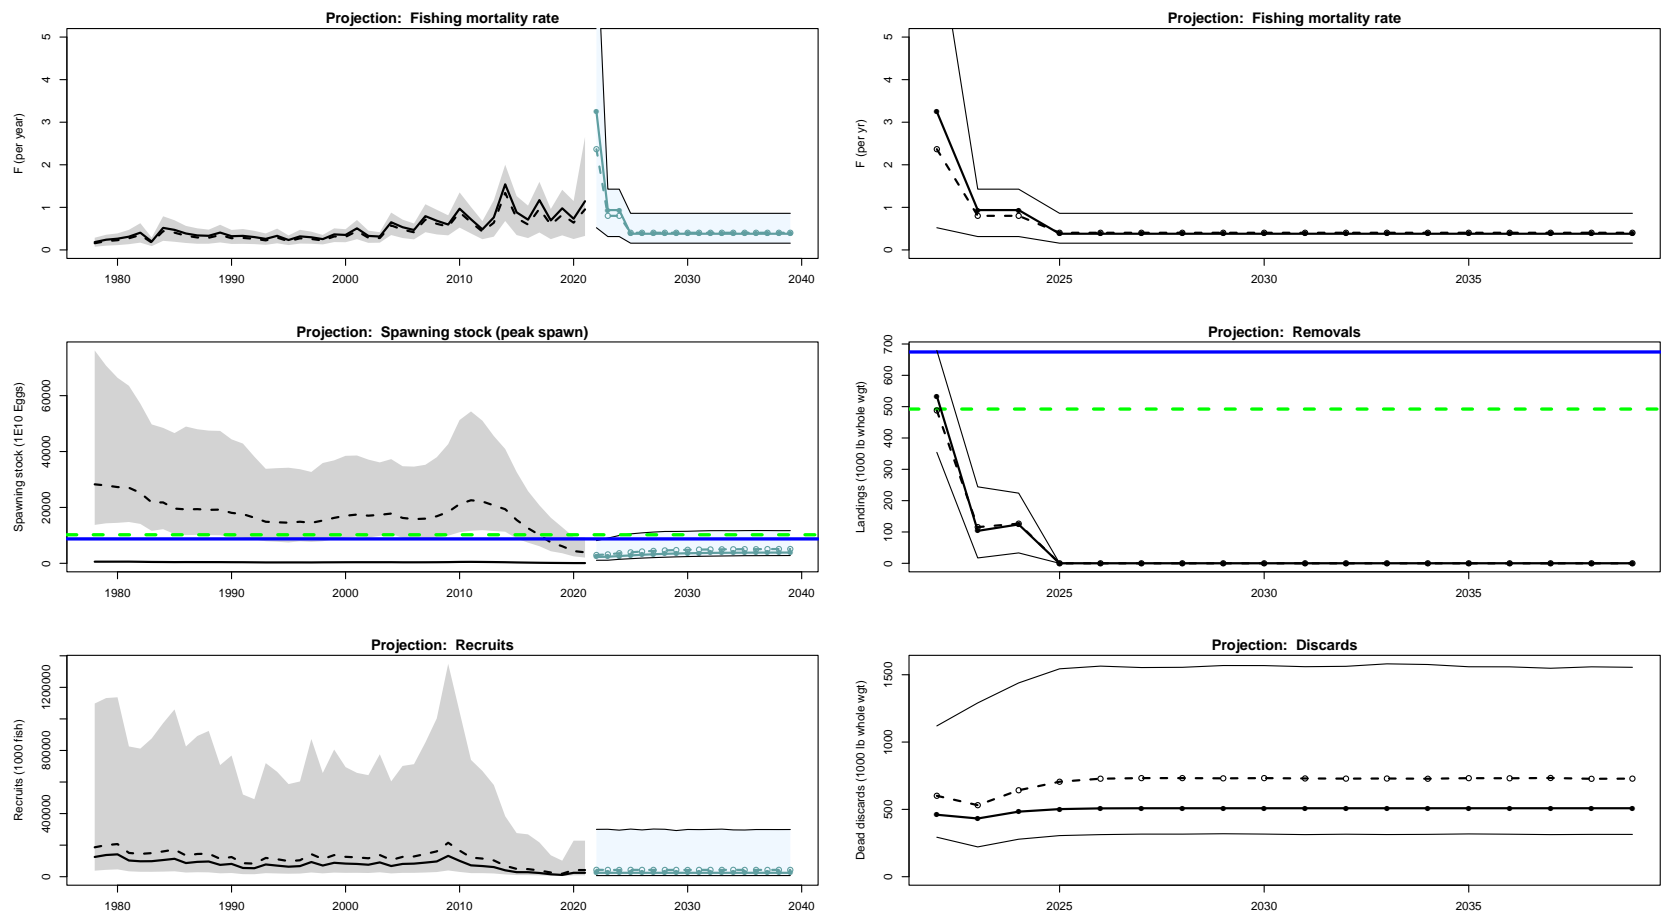 Projection: Fishing mortality rate
F (per year)
0 1 2 3 4 5
1980 1990 2000 2010 2020 2030 2040
Projection: Fishing mortality rate
F (per yr)
0 1 2 3 4 5
2025 2030 2035
Projection: Spawning stock (peak spawn)
Spawning stock (1E10 Eggs)
0 200000 400000 600000
1980 1990 2000 2010 2020 2030 2040
Projection: Removals
Landings (1000 lb whole wgt)
0 100 200 300 400 500 600 700
2025 2030 2035
Projection: Recruits
Recruits (1000 fish)
0 400000 800000 1200000
1980 1990 2000 2010 2020 2030 2040
Projection: Discards
Dead discards (1000 lb whole wgt)
0 500 1000 1500
2025 2030 2035